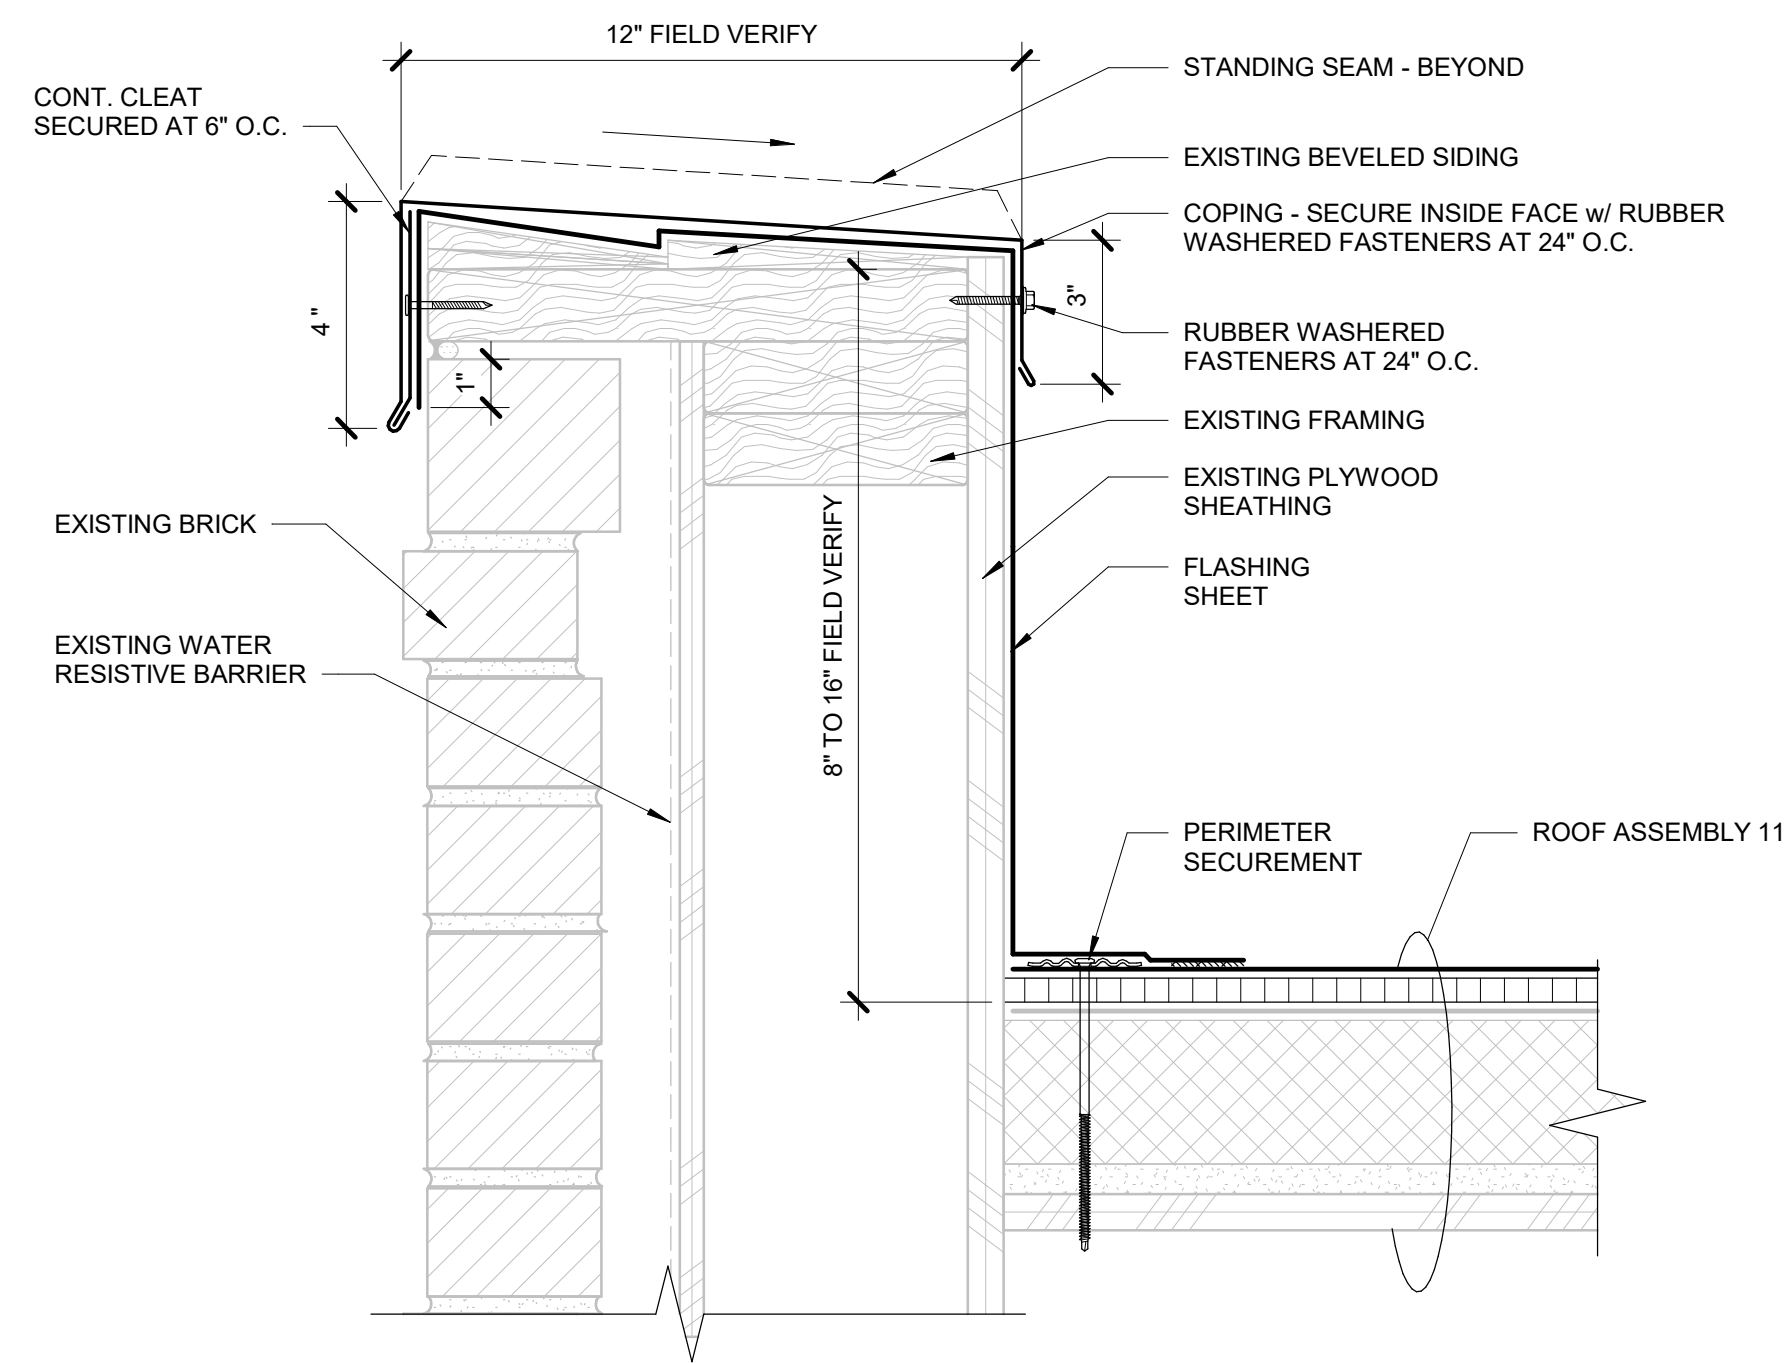 12" FIELD VERIFY
CONT. CLEAT
SECURED AT 6" O.C.
STANDING SEAM - BEYOND
EXISTING BEVELED SIDING
COPING - SECURE INSIDE FACE w/ RUBBER
WASHERED FASTENERS AT 24" O.C.
4"
3"
1"
RUBBER WASHERED
FASTENERS AT 24" O.C.
EXISTING FRAMING
EXISTING PLYWOOD
SHEATHING
EXISTING BRICK
FLASHING
SHEET
8" TO 16" FIELD VERIFY
EXISTING WATER
RESISTIVE BARRIER
PERIMETER
SECUREMENT
ROOF ASSEMBLY 11